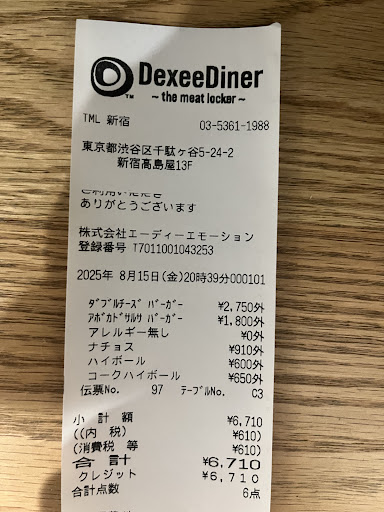 DexeeDiner
~ the meat locker ~
TM
TML 新宿 03-5361-1988
東京都渋谷区千駄ヶ谷5-24-2
新宿高島屋13F
ご利用いただき
ありがとうございます
株式会社エーディーエモーション
登録番号 T7011001043253
2025年 8月15日(金)20時39分000101
ﾀﾞﾌﾞﾙﾁｰｽﾞ ﾊﾞｰｶﾞｰ ¥2,750外
ｱﾎﾞｶﾄﾞｻﾙｻ ﾊﾞｰｶﾞｰ ¥1,800外
アレルギー無し ¥0外
ナチョス ¥910外
ハイボール ¥600外
コークハイボール ¥650外
伝票No. 97 ﾃｰﾌﾞﾙNo. C3
小 計 額 ¥6,710
((内 税) ¥610)
(消費税 等 ¥610)
合 計 ¥6,710
クレジット ¥6,710
合計点数 6点